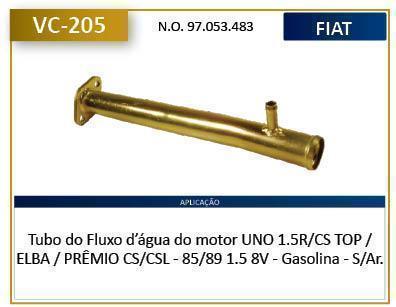 VC-205
N.O. 97.053.483
FIAT
APLICAÇÃO
Tubo do Fluxo d’água do motor UNO 1.5R/CS TOP /
ELBA / PRÊMIO CS/CSL - 85/89 1.5 8V - Gasolina - S/Ar.